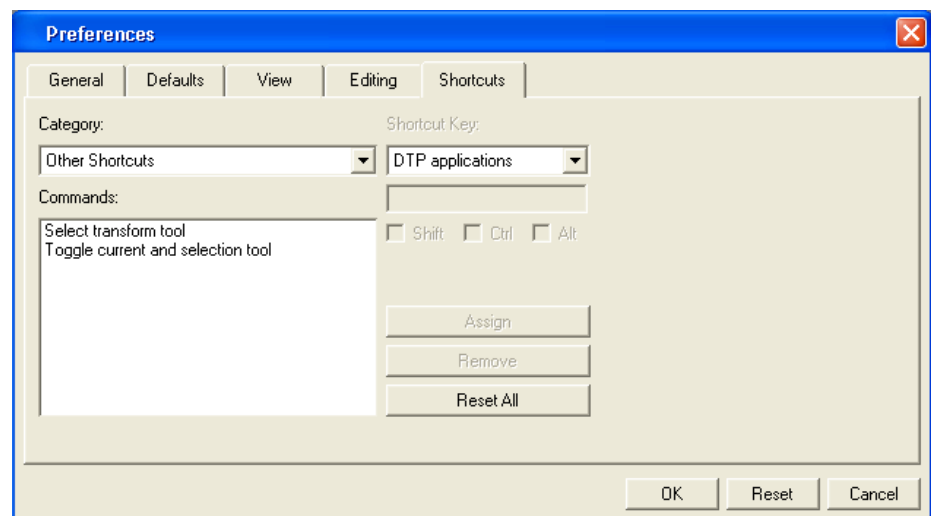 Preferences
General Defaults View Editing Shortcuts
Category: Shortcut Key:
Other Shortcuts DTP applications
Commands:
Select transform tool
Toggle current and selection tool
Shift Ctrl Alt
Assign
Remove
Reset All
OK Reset Cancel